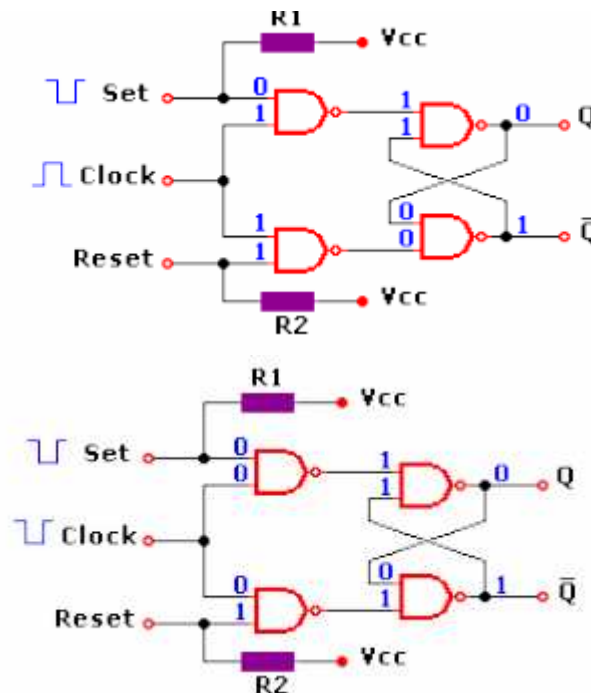 R1
Vcc
Set 0 1 0 Q
1 1
Clock
1 0
Reset 1 0 1 Q̅
Vcc
R2
R1
Vcc
Set 0 1 0 Q
0 1
Clock
0 0
Reset 1 1 1 Q̅
Vcc
R2